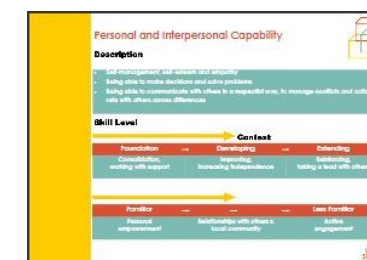 Personal and Interpersonal Capability
Description
Self-management, self-esteem and empathy
Being able to make decisions and solve problems
Being able to communicate with others in a respectful way, to manage conflicts and
rate with others across differences
Skill Level
Context
Foundation → Developing → Extending
Consolidation, working with support
Improving, increasing independence
Reinforcing, taking a lead with
Familiar → ... → Less Familiar
Personal empowerment
Relationships with others &
local community
Active engagement